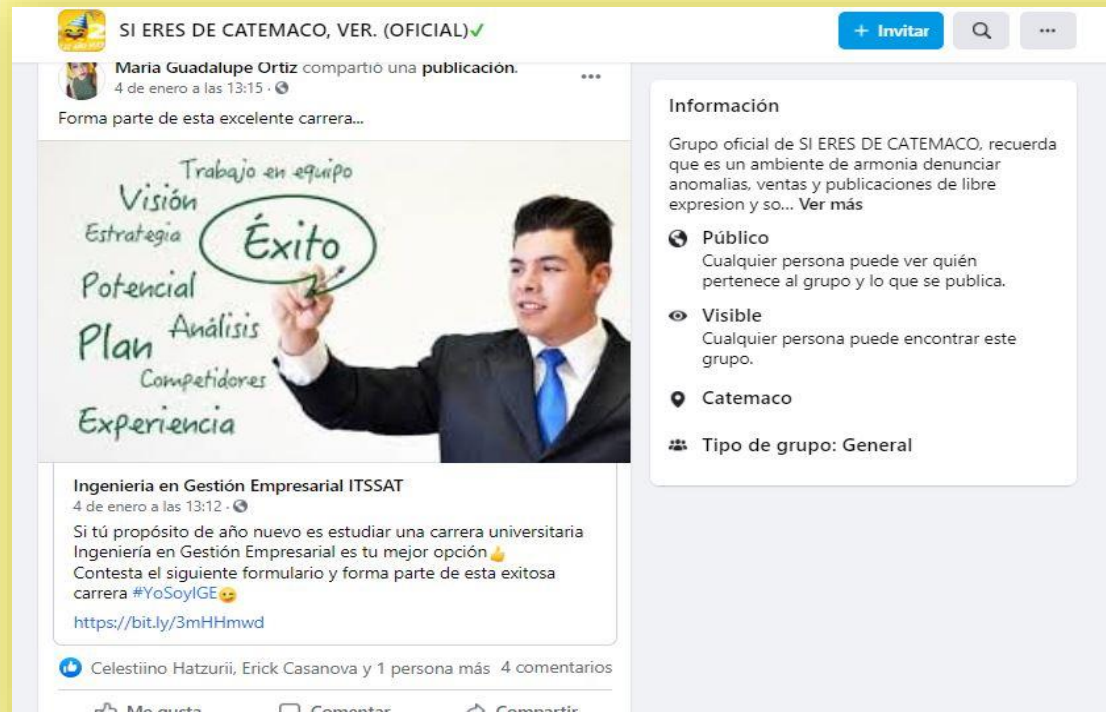 SI ERES DE CATEMACO, VER. (OFICIAL)✓
+ Invitar
Maria Guadalupe Ortiz compartió una publicación.
4 de enero a las 13:15 ·
Forma parte de esta excelente carrera...
Trabajo en equipo
Visión
Estrategia
Éxito
Potencial
Análisis
Plan
Competidores
Experiencia
Ingenieria en Gestión Empresarial ITSSAT
4 de enero a las 13:12 ·
Si tú propósito de año nuevo es estudiar una carrera universitaria
Ingeniería en Gestión Empresarial es tu mejor opción👍
Contesta el siguiente formulario y forma parte de esta exitosa
carrera #YoSoyIGE😉
https://bit.ly/3mHHmwd
Celestiino Hatzurii, Erick Casanova y 1 persona más 4 comentarios
Me gusta Comentar Compartir
Información
Grupo oficial de SI ERES DE CATEMACO, recuerda
que es un ambiente de armonia denunciar
anomalias, ventas y publicaciones de libre
expresion y so... Ver más
Público
Cualquier persona puede ver quién
pertenece al grupo y lo que se publica.
Visible
Cualquier persona puede encontrar este
grupo.
Catemaco
Tipo de grupo: General